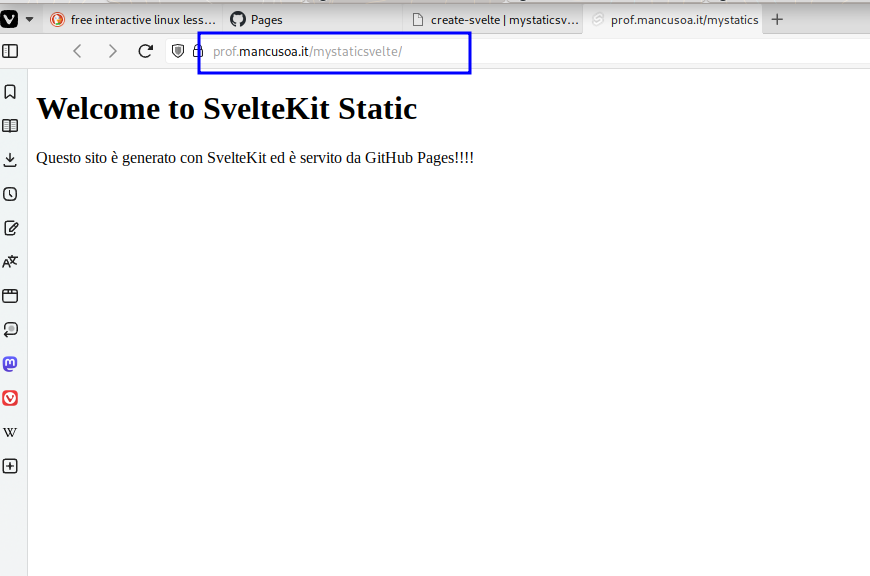 free interactive linux less...
Pages
create-svelte | mystaticsv...
prof.mancusoa.it/mystatics
prof.mancusoa.it/mystaticsvelte/
Welcome to SvelteKit Static
Questo sito è generato con SvelteKit ed è servito da GitHub Pages!!!!
W